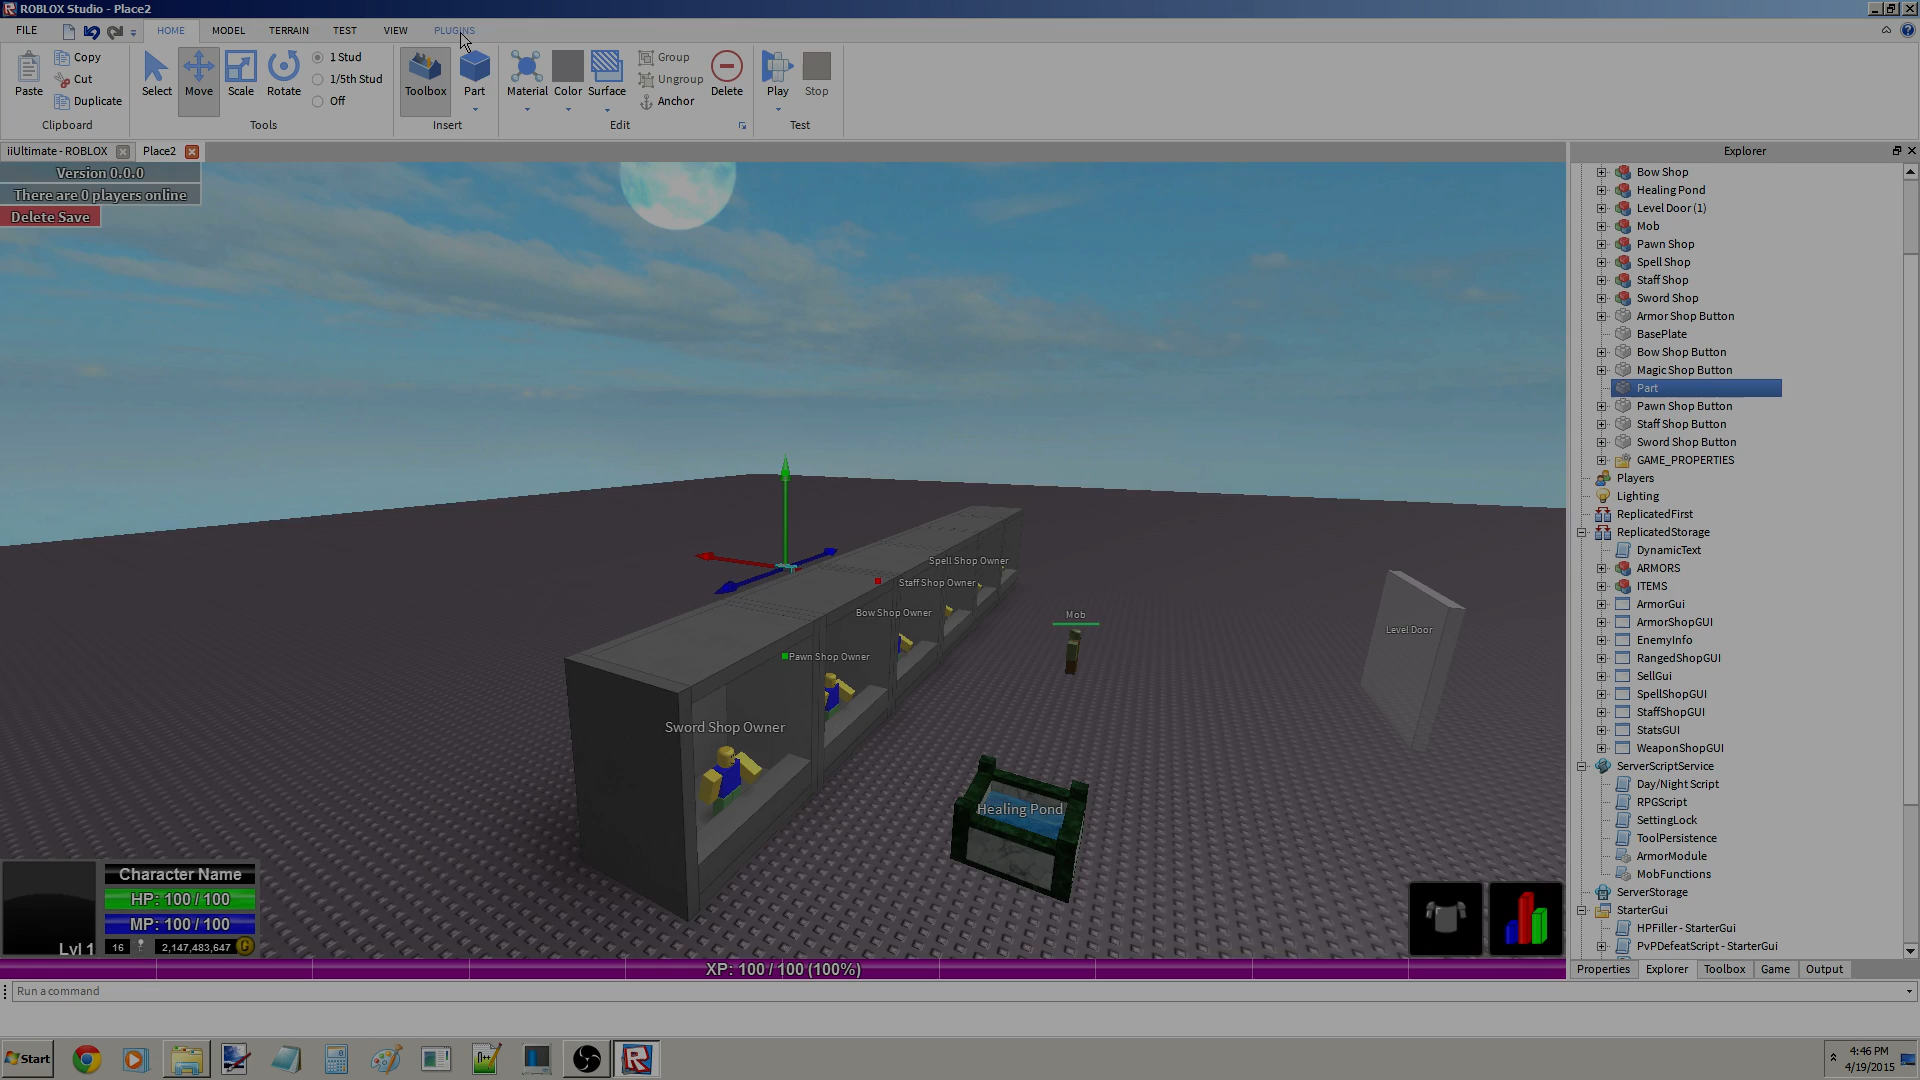 ROBLOX Studio - Place2
FILE
HOME
MODEL
TERRAIN
TEST
VIEW
PLUGINS
Paste
Copy
Cut
Duplicate
Clipboard
Select
Move
Scale
Rotate
1 Stud
1/5th Stud
Off
Tools
Toolbox
Part
Insert
Material
Color
Surface
Group
Ungroup
Anchor
Delete
Edit
Play
Stop
Test
iiUltimate - ROBLOX
Place2
Version 0.0.0
There are 0 players online
Delete Save
Spell Shop Owner
Staff Shop Owner
Bow Shop Owner
Pawn Shop Owner
Sword Shop Owner
Mob
Level Door
Healing Pond
Character Name
HP: 100 / 100
MP: 100 / 100
Lvl 1
16
2,147,483,647
G
XP: 100 / 100 (100%)
Explorer
Bow Shop
Healing Pond
Level Door (1)
Mob
Pawn Shop
Spell Shop
Staff Shop
Sword Shop
Armor Shop Button
BasePlate
Bow Shop Button
Magic Shop Button
Part
Pawn Shop Button
Staff Shop Button
Sword Shop Button
GAME_PROPERTIES
Players
Lighting
ReplicatedFirst
ReplicatedStorage
DynamicText
ARMORS
ITEMS
ArmorGui
ArmorShopGUI
EnemyInfo
RangedShopGUI
SellGui
SpellShopGUI
StaffShopGUI
StatsGUI
WeaponShopGUI
ServerScriptService
Day/Night Script
RPGScript
SettingLock
ToolPersistence
ArmorModule
MobFunctions
ServerStorage
StarterGui
HPFiller - StarterGui
PvPDefeatScript - StarterGui
Properties
Explorer
Toolbox
Game
Output
Run a command
Start
4:46 PM
4/19/2015